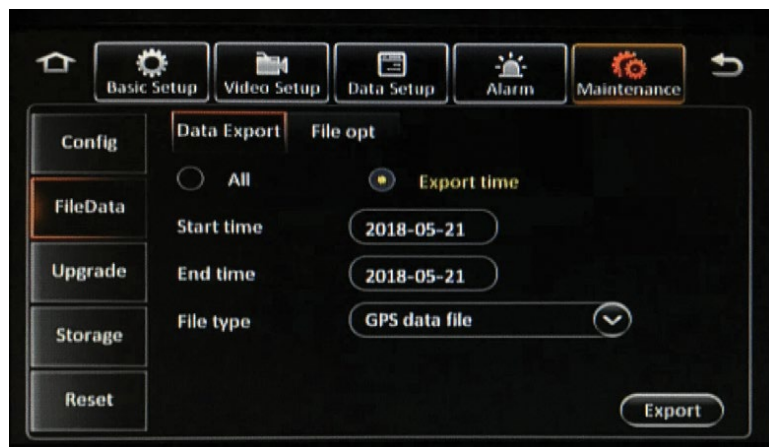 Basic Setup Video Setup Data Setup Alarm Maintenance
Config
FileData
Upgrade
Storage
Reset
Data Export File opt
All Export time
Start time 2018-05-21
End time 2018-05-21
File type GPS data file
Export